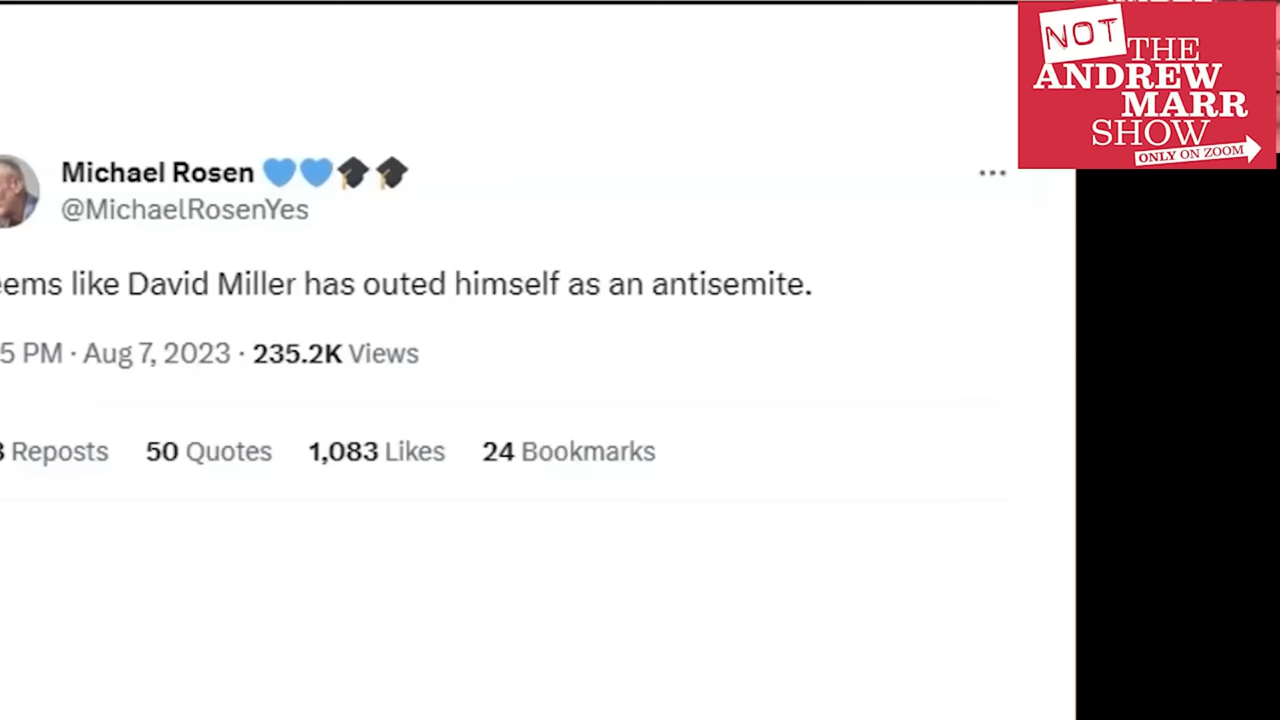 NOT
THE
ANDREW
MARR
SHOW
ONLY ON ZOOM
Michael Rosen 💙💙🎓🎓
@MichaelRosenYes
like David Miller has outed himself as an antisemite.
PM · Aug 7, 2023 · 235.2K Views
Reposts 50 Quotes 1,083 Likes 24 Bookmarks